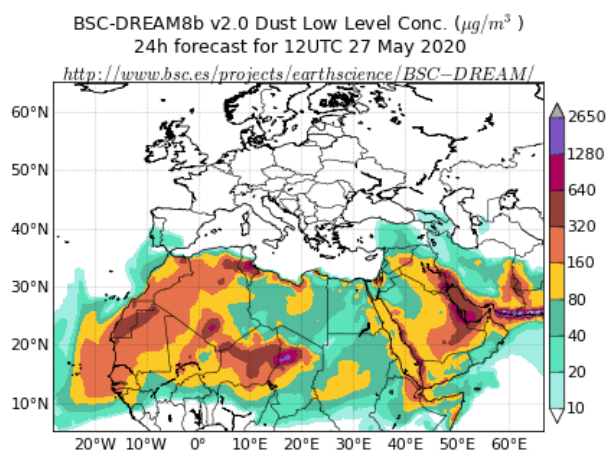 BSC-DREAM8b v2.0 Dust Low Level Conc. (μg/m³ )
24h forecast for 12UTC 27 May 2020
http://www.bsc.es/projects/earthscience/BSC−DREAM/
60°N
50°N
40°N
30°N
20°N
10°N
20°W 10°W 0° 10°E 20°E 30°E 40°E 50°E 60°E
2650
1280
640
320
160
80
40
20
10